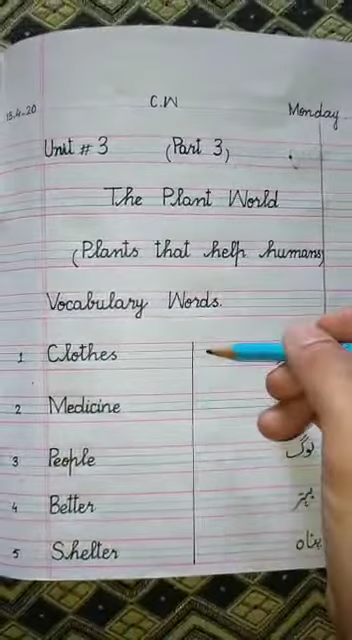 13.4.20 C.W Monday
Unit # 3 (Part 3)
The Plant World
(Plants that help humans)
Vocabulary Words.
1 Clothes
2 Medicine
3 People لوگ
4 Better بہتر
5 Shelter پناہ